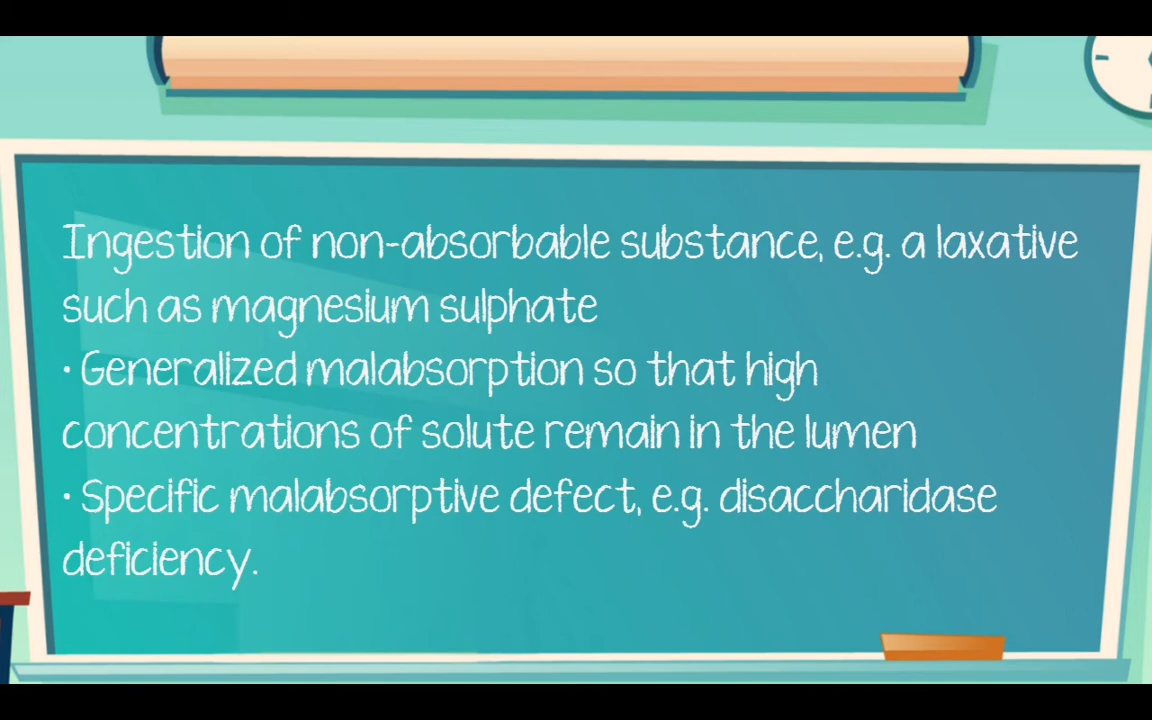 Ingestion of non-absorbable substance, e.g. a laxative
such as magnesium sulphate
• Generalized malabsorption so that high
concentrations of solute remain in the lumen
• Specific malabsorptive defect, e.g. disaccharidase
deficiency.